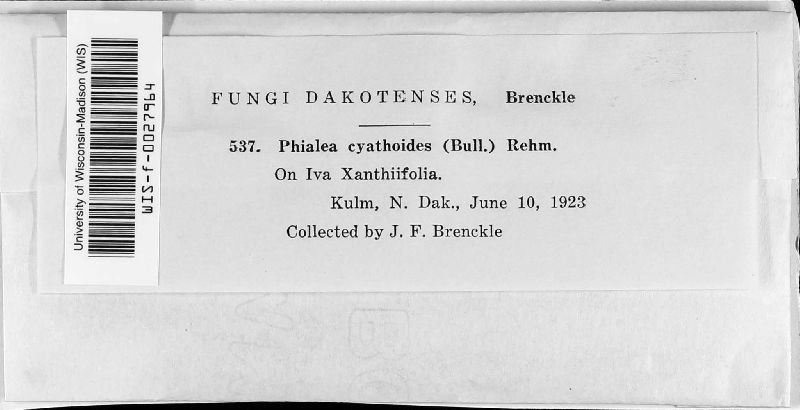 FUNGI DAKOTENSES, Brenckle
537. Phialea cyathoides (Bull.) Rehm.
On Iva Xanthiifolia.
Kulm, N. Dak., June 10, 1923
Collected by J. F. Brenckle
University of Wisconsin-Madison (WIS)
WIS-f-0027964